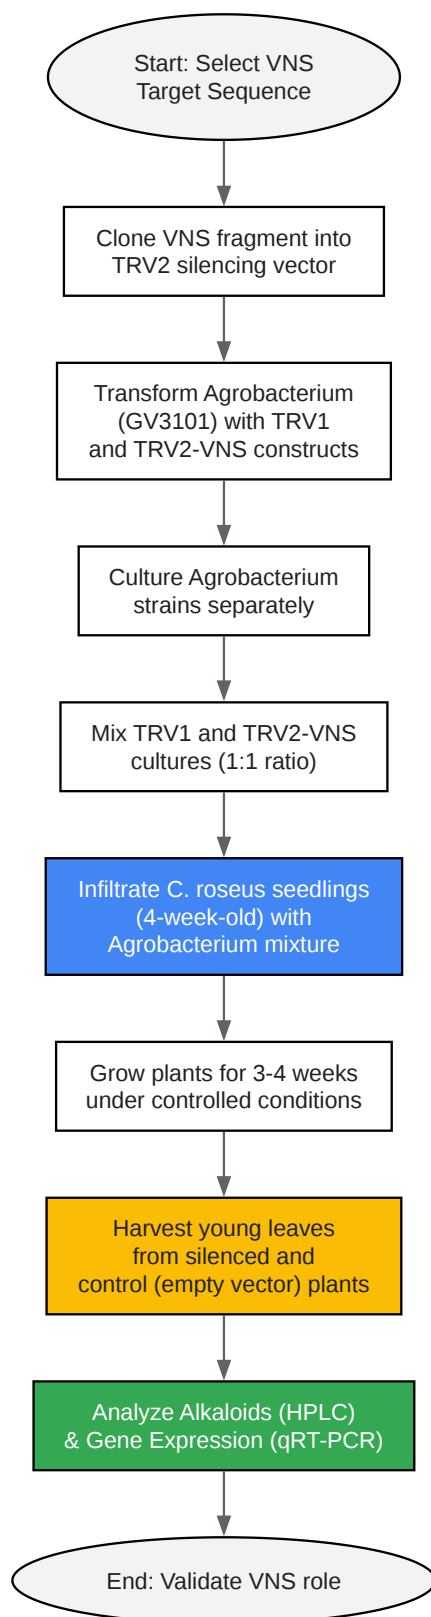 Start: Select VNS
Target Sequence
Clone VNS fragment into
TRV2 silencing vector
Transform Agrobacterium
(GV3101) with TRV1
and TRV2-VNS constructs
Culture Agrobacterium
strains separately
Mix TRV1 and TRV2-VNS
cultures (1:1 ratio)
Infiltrate C. roseus seedlings
(4-week-old) with
Agrobacterium mixture
Grow plants for 3-4 weeks
under controlled conditions
Harvest young leaves
from silenced and
control (empty vector) plants
Analyze Alkaloids (HPLC)
& Gene Expression (qRT-PCR)
End: Validate VNS role